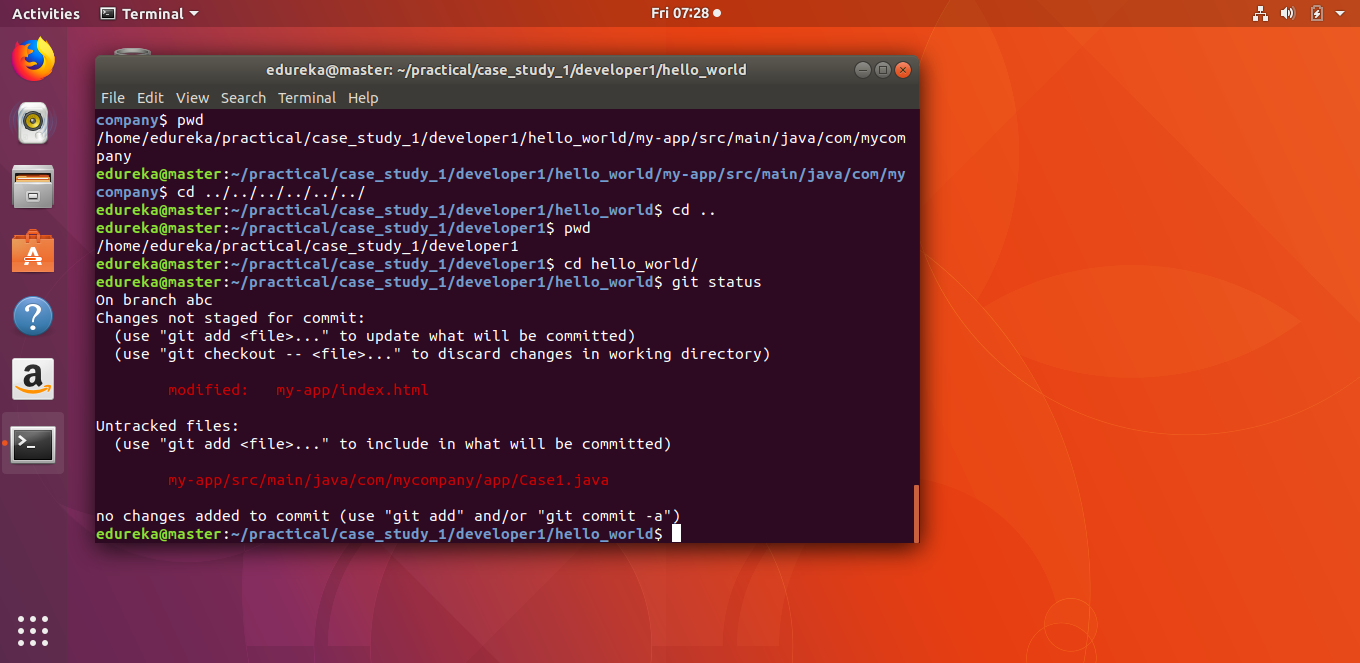 Activities Terminal Fri 07:28
edureka@master: ~/practical/case_study_1/developer1/hello_world
File Edit View Search Terminal Help
company$ pwd
/home/edureka/practical/case_study_1/developer1/hello_world/my-app/src/main/java/com/mycom
pany
edureka@master:~/practical/case_study_1/developer1/hello_world/my-app/src/main/java/com/my
company$ cd ../../../../../../
edureka@master:~/practical/case_study_1/developer1/hello_world$ cd ..
edureka@master:~/practical/case_study_1/developer1$ pwd
/home/edureka/practical/case_study_1/developer1
edureka@master:~/practical/case_study_1/developer1$ cd hello_world/
edureka@master:~/practical/case_study_1/developer1/hello_world$ git status
On branch abc
Changes not staged for commit:
  (use "git add <file>..." to update what will be committed)
  (use "git checkout -- <file>..." to discard changes in working directory)
        modified:   my-app/index.html
Untracked files:
  (use "git add <file>..." to include in what will be committed)
        my-app/src/main/java/com/mycompany/app/Case1.java
no changes added to commit (use "git add" and/or "git commit -a")
edureka@master:~/practical/case_study_1/developer1/hello_world$